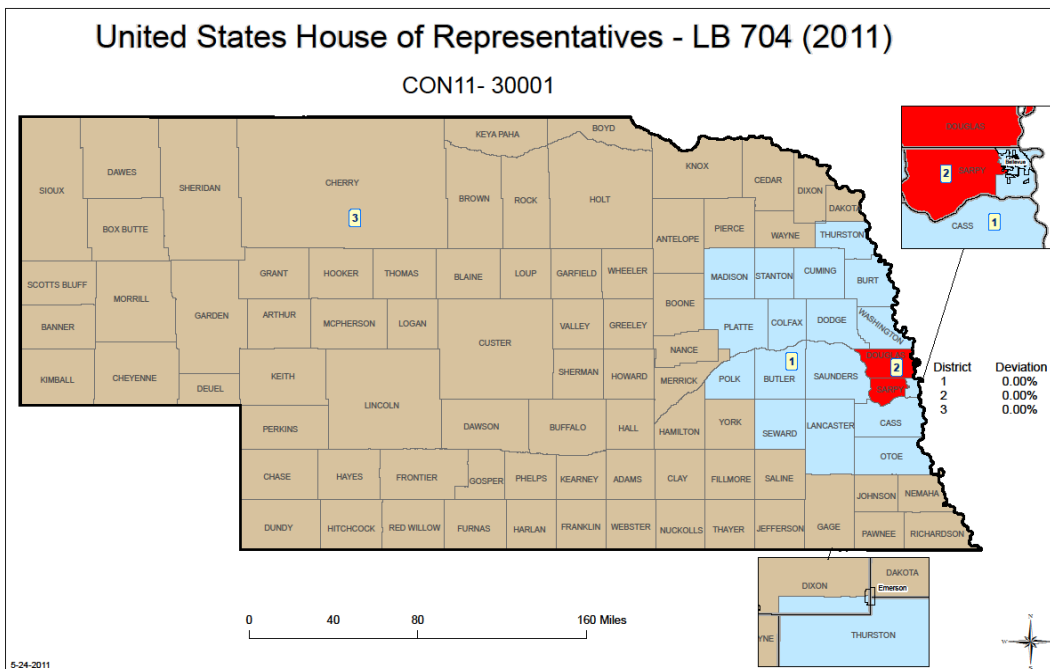 United States House of Representatives - LB 704 (2011)
CON11- 30001
KEYA PAHA
BOYD
DOUGLAS
SIOUX
DAWES
SHERIDAN
CHERRY
BROWN
ROCK
HOLT
KNOX
CEDAR
DIXON
DAKOTA
2
SARPY
Bellevue
3
BOX BUTTE
ANTELOPE
PIERCE
WAYNE
THURSTON
CASS
1
SCOTTS BLUFF
MORRILL
GARDEN
GRANT
HOOKER
THOMAS
BLAINE
LOUP
GARFIELD
WHEELER
MADISON
STANTON
CUMING
BURT
BANNER
ARTHUR
MCPHERSON
LOGAN
CUSTER
VALLEY
GREELEY
BOONE
PLATTE
COLFAX
DODGE
WASHINGTON
KIMBALL
CHEYENNE
DEUEL
KEITH
LINCOLN
SHERMAN
HOWARD
NANCE
MERRICK
POLK
BUTLER
1
SAUNDERS
DOUGLAS
2
SARPY
District Deviation
1 0.00%
2 0.00%
3 0.00%
PERKINS
DAWSON
BUFFALO
HALL
HAMILTON
YORK
SEWARD
LANCASTER
CASS
OTOE
CHASE
HAYES
FRONTIER
GOSPER
PHELPS
KEARNEY
ADAMS
CLAY
FILLMORE
SALINE
JOHNSON
NEMAHA
DUNDY
HITCHCOCK
RED WILLOW
FURNAS
HARLAN
FRANKLIN
WEBSTER
NUCKOLLS
THAYER
JEFFERSON
GAGE
PAWNEE
RICHARDSON
DIXON
DAKOTA
Emerson
YNE
THURSTON
0 40 80 160 Miles
N
W
E
S
5-24-2011